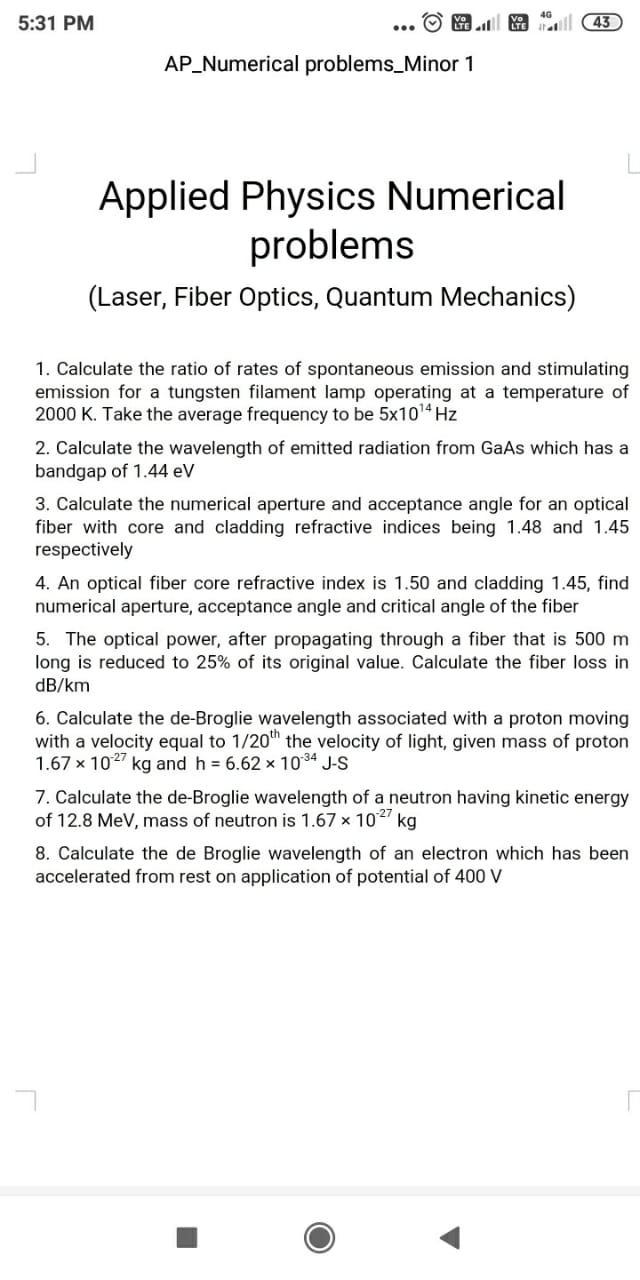 5:31 PM
... Vo LTE Vo LTE 4G 43
AP_Numerical problems_Minor 1
Applied Physics Numerical
problems
(Laser, Fiber Optics, Quantum Mechanics)
1. Calculate the ratio of rates of spontaneous emission and stimulating
emission for a tungsten filament lamp operating at a temperature of
2000 K. Take the average frequency to be 5x10¹⁴ Hz
2. Calculate the wavelength of emitted radiation from GaAs which has a
bandgap of 1.44 eV
3. Calculate the numerical aperture and acceptance angle for an optical
fiber with core and cladding refractive indices being 1.48 and 1.45
respectively
4. An optical fiber core refractive index is 1.50 and cladding 1.45, find
numerical aperture, acceptance angle and critical angle of the fiber
5. The optical power, after propagating through a fiber that is 500 m
long is reduced to 25% of its original value. Calculate the fiber loss in
dB/km
6. Calculate the de-Broglie wavelength associated with a proton moving
with a velocity equal to 1/20ᵗʰ the velocity of light, given mass of proton
1.67 × 10⁻²⁷ kg and h = 6.62 × 10⁻³⁴ J-S
7. Calculate the de-Broglie wavelength of a neutron having kinetic energy
of 12.8 MeV, mass of neutron is 1.67 × 10⁻²⁷ kg
8. Calculate the de Broglie wavelength of an electron which has been
accelerated from rest on application of potential of 400 V